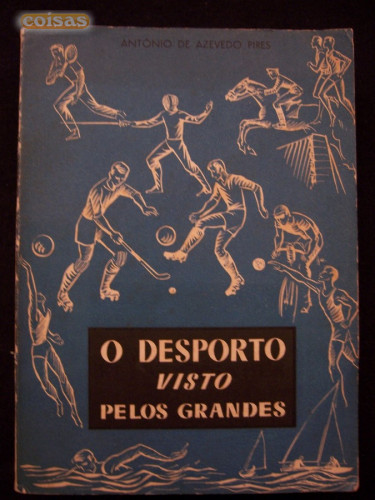 coisas
ANTÓNIO DE AZEVEDO PIRES
O DESPORTO
VISTO
PELOS GRANDES